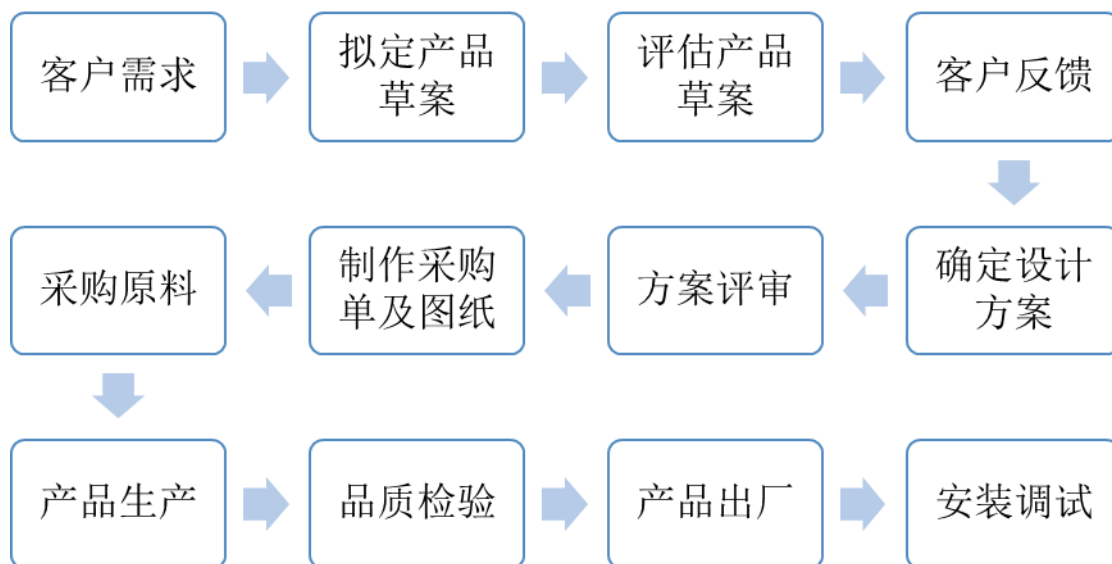 客户需求
拟定产品
草案
评估产品
草案
客户反馈
确定设计
方案
方案评审
制作采购
单及图纸
采购原料
产品生产
品质检验
产品出厂
安装调试